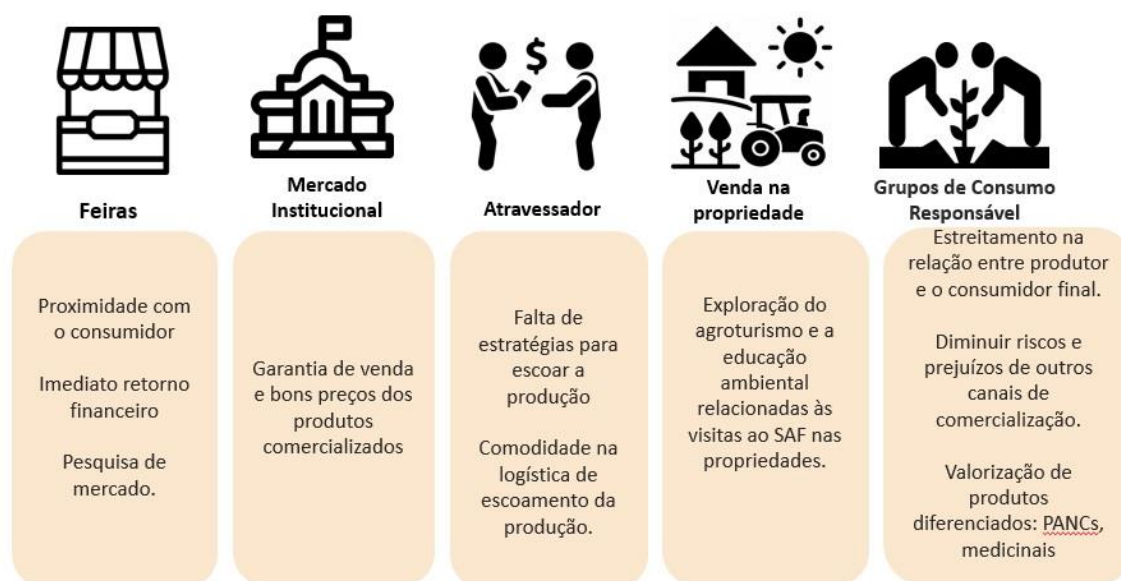 Feiras
Proximidade com
o consumidor
Imediato retorno
financeiro
Pesquisa de
mercado.
Mercado
Institucional
Garantia de venda
e bons preços dos
produtos
comercializados
$
Atravessador
Falta de
estratégias para
escoar a
produção
Comodidade na
logística de
escoamento da
produção.
Venda na
propriedade
Exploração do
agroturismo e a
educação
ambiental
relacionadas às
visitas ao SAF nas
propriedades.
Grupos de Consumo
Responsável
Estreitamento na
relação entre produtor
e o consumidor final.
Diminuir riscos e
prejuízos de outros
canais de
comercialização.
Valorização de
produtos
diferenciados: PANCs,
medicinais